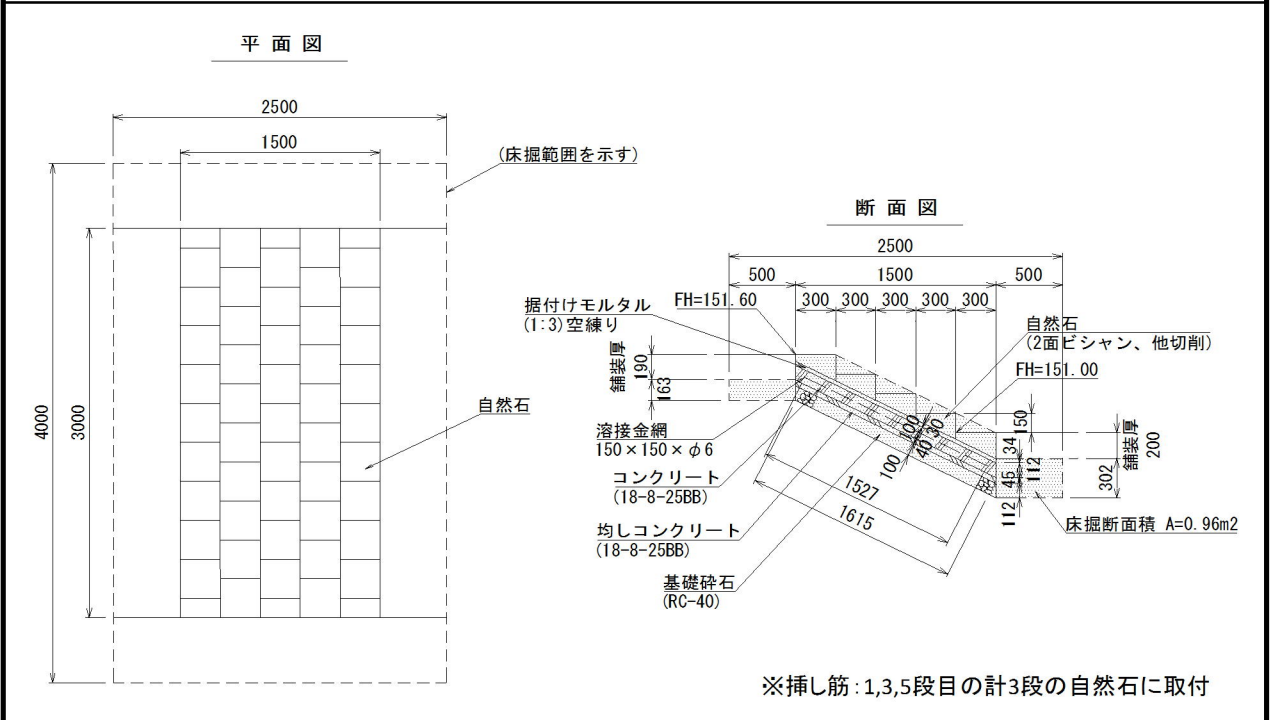 平面図
2500
1500
(床掘範囲を示す)
4000
3000
自然石
断面図
2500
500
1500
500
300
300
300
300
300
据付けモルタル
(1:3)空練り
FH=151.60
自然石
(2面ビシャン、他切削)
FH=151.00
舗装厚
190
163
溶接金網
150×150×φ6
コンクリート
(18-8-25BB)
均しコンクリート
(18-8-25BB)
基礎砕石
(RC-40)
100
30
40
100
1527
1615
150
34
112
45
112
302
舗装厚
200
床掘断面積 A=0.96m2
※挿し筋:1,3,5段目の計3段の自然石に取付